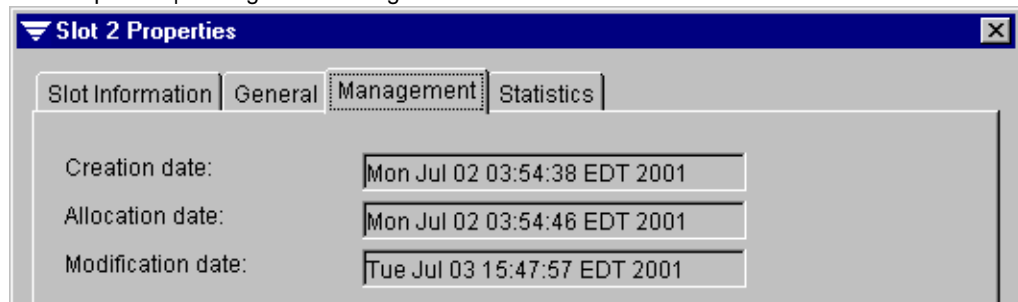 Slot 2 Properties
Slot Information General Management Statistics
Creation date: Mon Jul 02 03:54:38 EDT 2001
Allocation date: Mon Jul 02 03:54:46 EDT 2001
Modification date: Tue Jul 03 15:47:57 EDT 2001